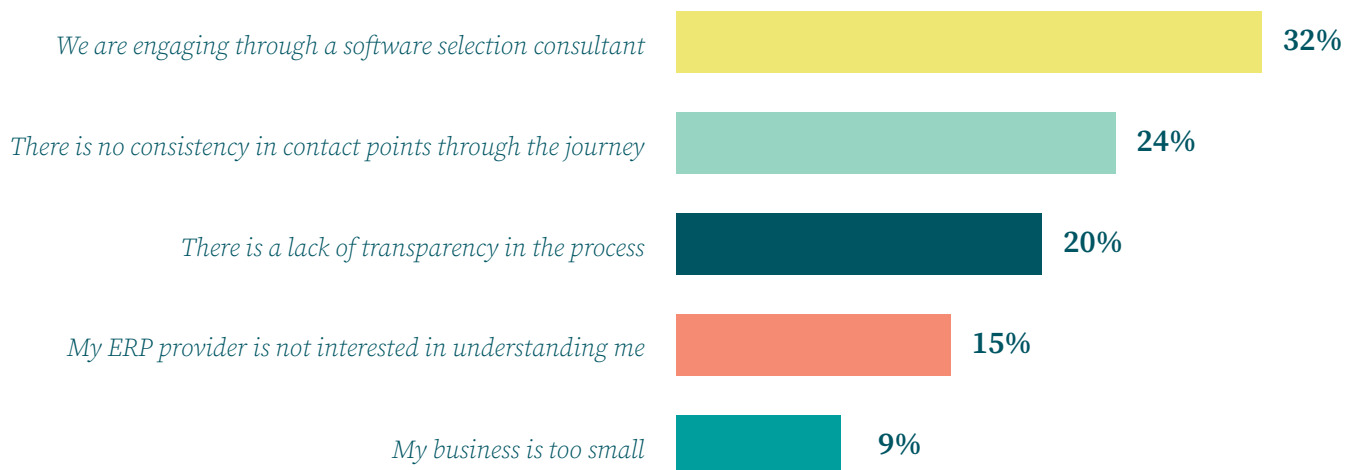 We are engaging through a software selection consultant
32%
There is no consistency in contact points through the journey
24%
There is a lack of transparency in the process
20%
My ERP provider is not interested in understanding me
15%
My business is too small
9%